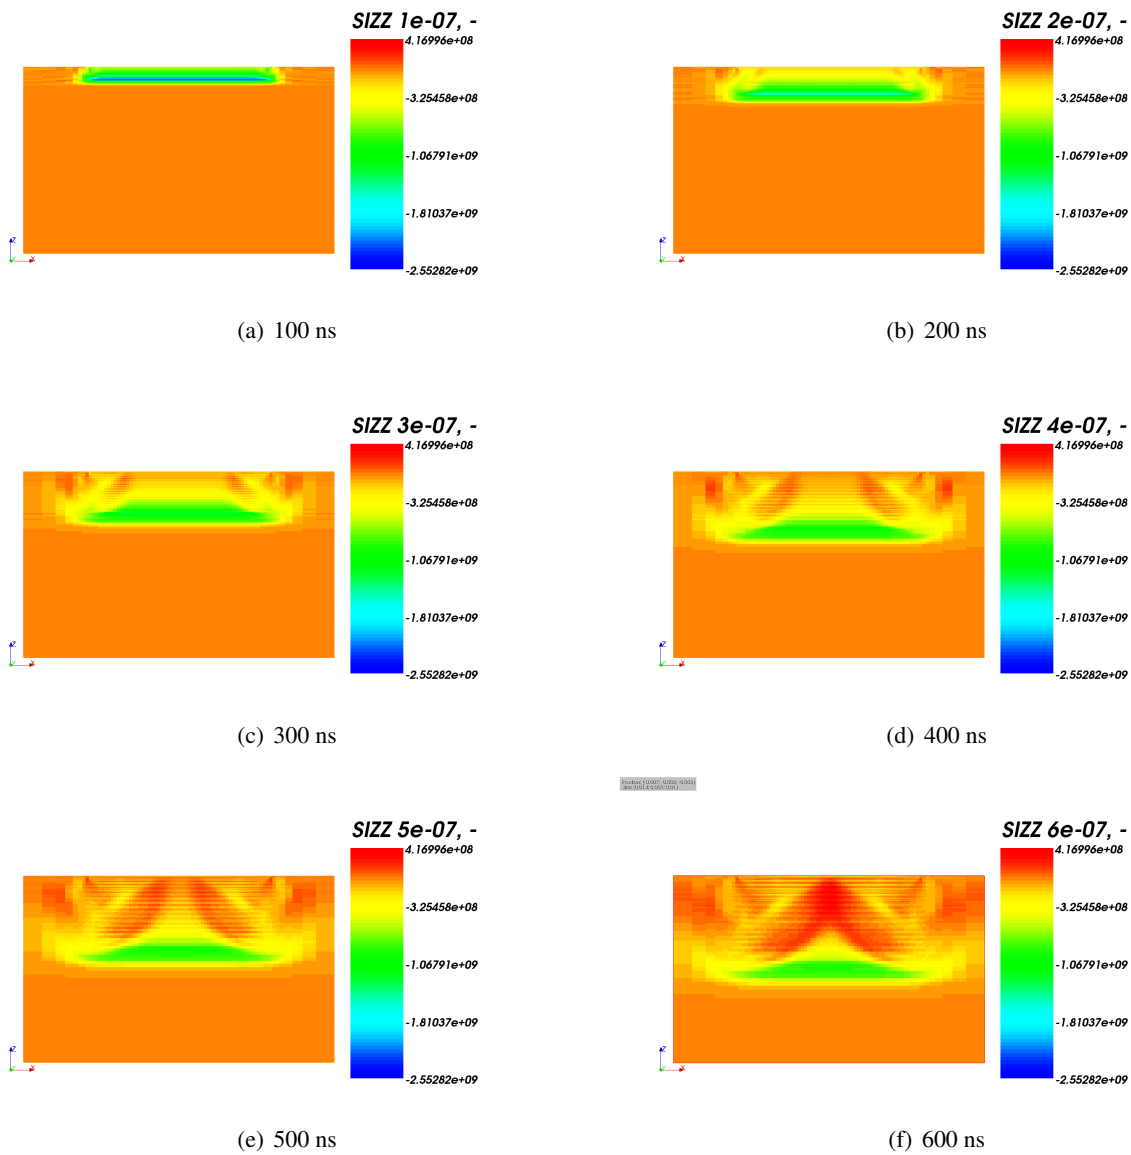 SIZZ 1e-07, -
4.16996e+08
-3.25458e+08
-1.06791e+09
-1.81037e+09
-2.55282e+09
Z
X
(a) 100 ns
SIZZ 2e-07, -
4.16996e+08
-3.25458e+08
-1.06791e+09
-1.81037e+09
-2.55282e+09
Z
X
(b) 200 ns
SIZZ 3e-07, -
4.16996e+08
-3.25458e+08
-1.06791e+09
-1.81037e+09
-2.55282e+09
Z
X
(c) 300 ns
SIZZ 4e-07, -
4.16996e+08
-3.25458e+08
-1.06791e+09
-1.81037e+09
-2.55282e+09
Z
X
(d) 400 ns
SIZZ 5e-07, -
4.16996e+08
-3.25458e+08
-1.06791e+09
-1.81037e+09
-2.55282e+09
Z
X
(e) 500 ns
SIZZ 6e-07, -
4.16996e+08
-3.25458e+08
-1.06791e+09
-1.81037e+09
-2.55282e+09
Z
X
(f) 600 ns